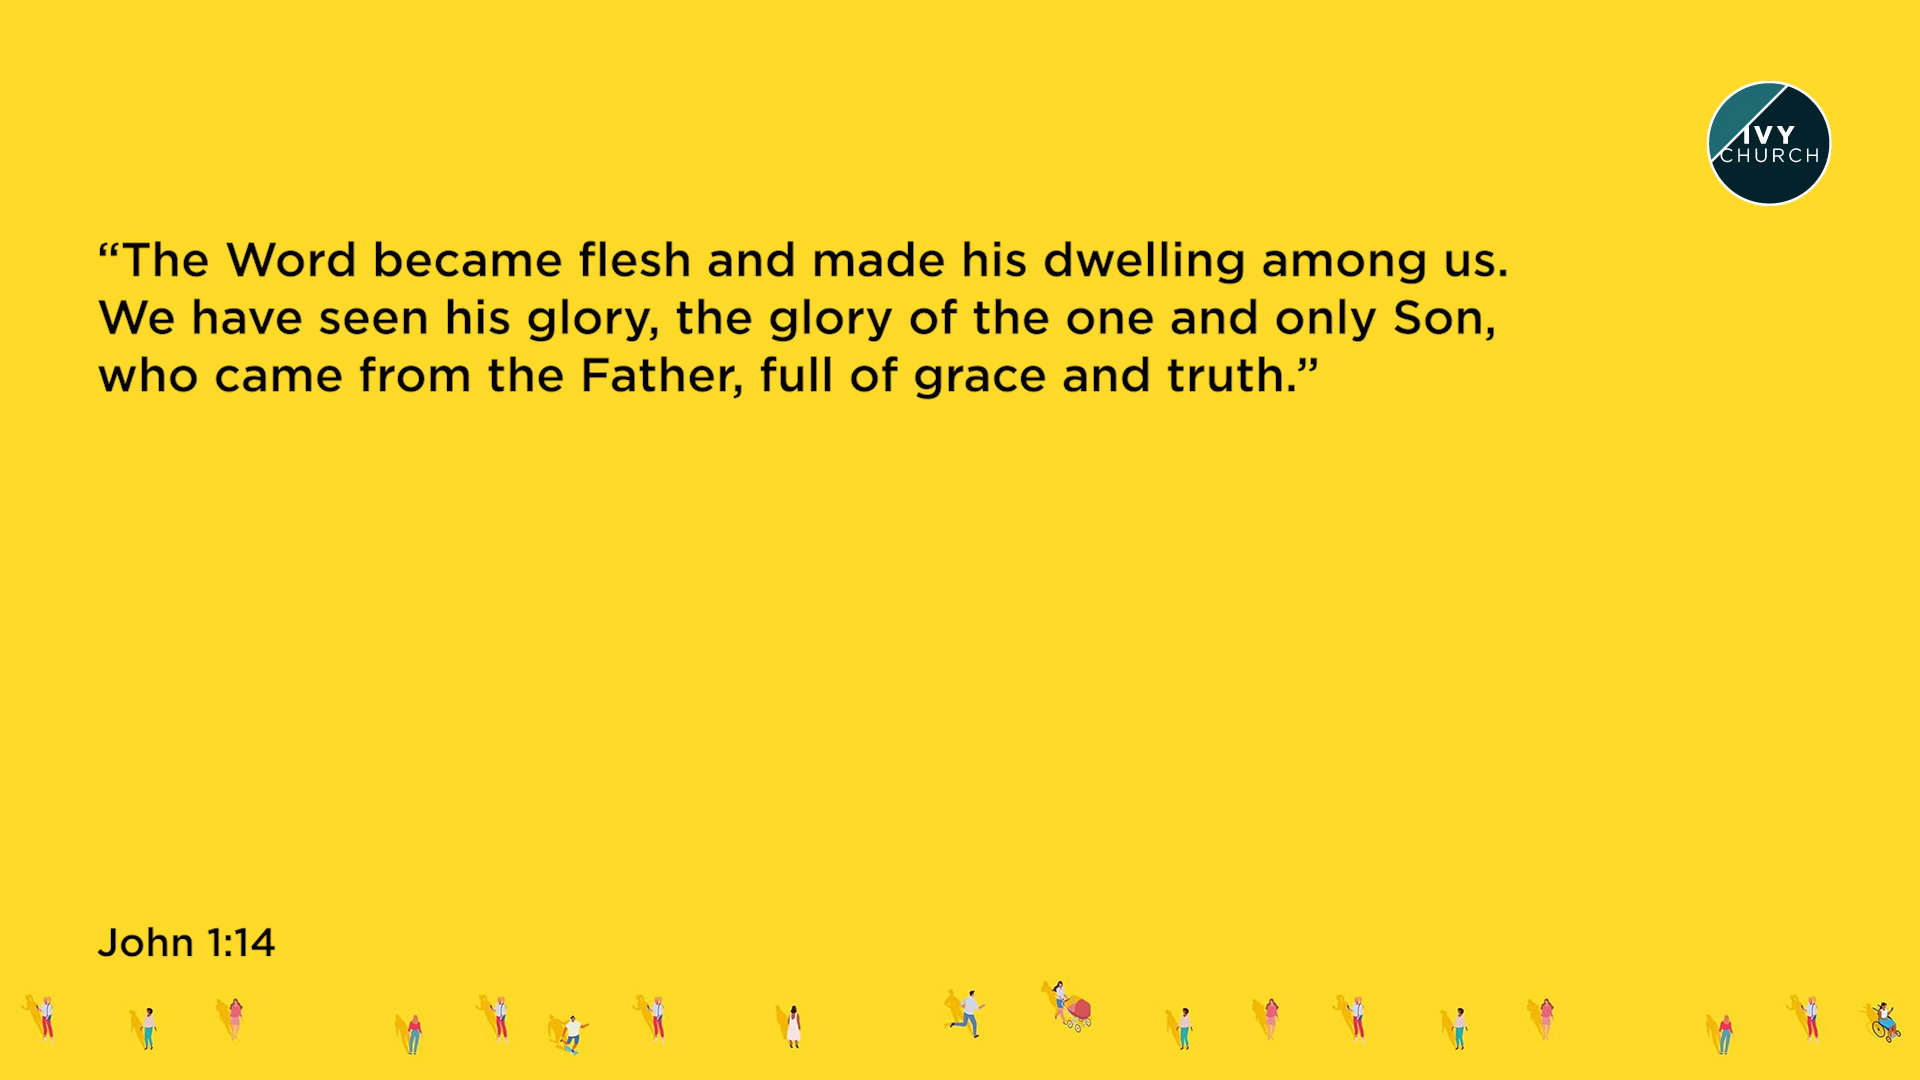 IVY
CHURCH
“The Word became flesh and made his dwelling among us.
We have seen his glory, the glory of the one and only Son,
who came from the Father, full of grace and truth.”
John 1:14